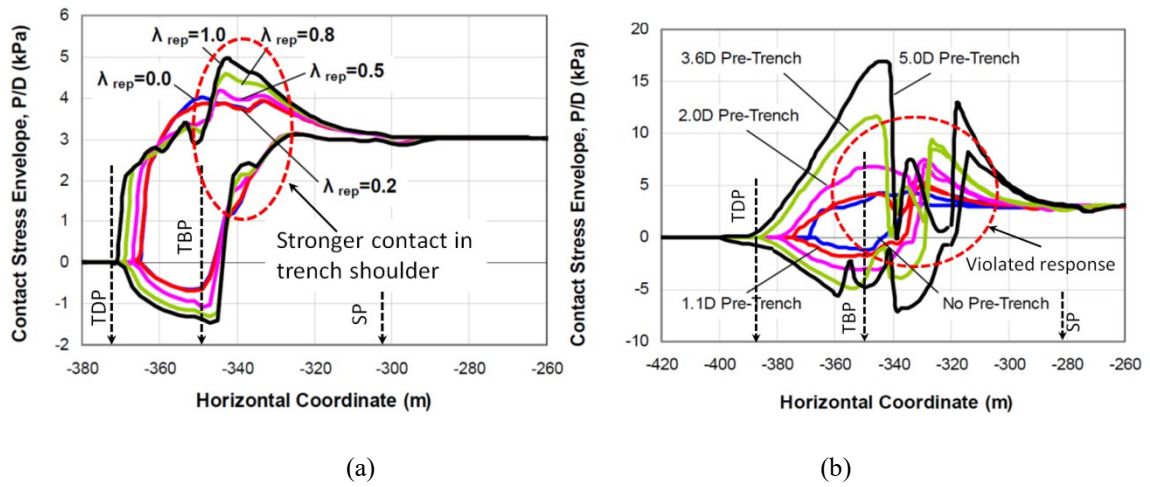 (kPa)
Contact Stress Envelope, P/D (kPa)
6
5
4
3
2
1
0
-1
-2
λ rep=1.0
λ rep=0.8
λ rep=0.0
λ rep=0.5
λ rep=0.2
TDP
TBP
SP
Stronger contact in
trench shoulder
-380
-360
-340
-320
-300
-280
-260
Horizontal Coordinate (m)
(a)
Contact Stress Envelope, P/D (kPa)
20
15
10
5
0
-5
-10
3.6D Pre-Trench
5.0D Pre-Trench
2.0D Pre-Trench
TDP
TBP
SP
1.1D Pre-Trench
No Pre-Trench
Violated response
-420
-400
-380
-360
-340
-320
-300
-280
-260
Horizontal Coordinate (m)
(b)